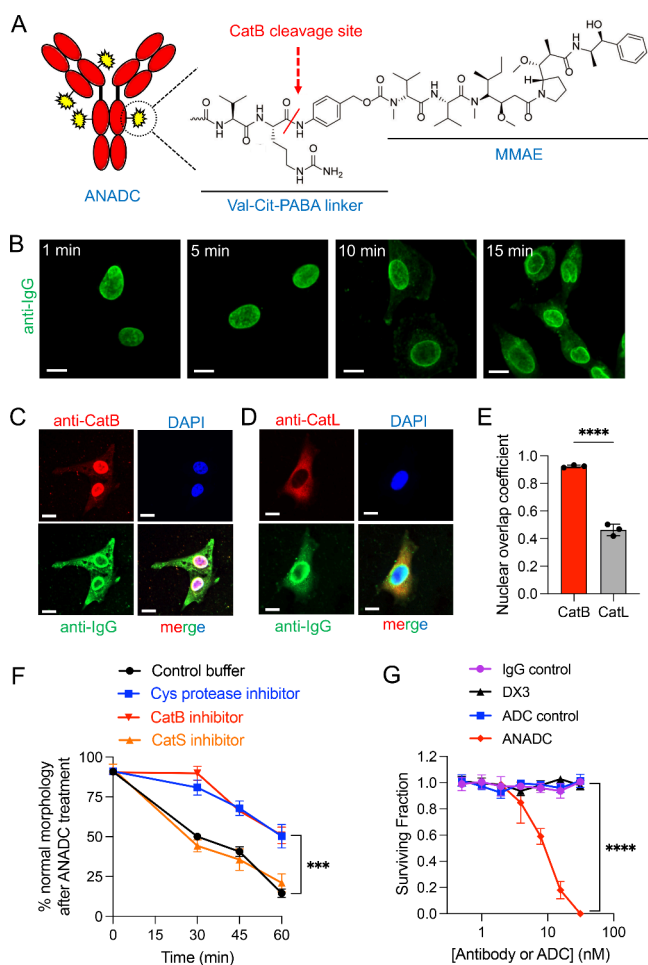 A
CatB cleavage site
ANADC
Val-Cit-PABA linker
MMAE
B
anti-IgG
1 min
5 min
10 min
15 min
C
anti-CatB
DAPI
anti-IgG
merge
D
anti-CatL
DAPI
anti-IgG
merge
E
Nuclear overlap coefficient
****
1.0
0.8
0.6
0.4
0.2
0.0
CatB
CatL
F
Control buffer
Cys protease inhibitor
CatB inhibitor
CatS inhibitor
% normal morphology
after ANADC treatment
100
75
50
25
0
***
0
15
30
45
60
Time (min)
G
IgG control
DX3
ADC control
ANADC
Surviving Fraction
1.2
1.0
0.8
0.6
0.4
0.2
0.0
****
1
10
100
[Antibody or ADC] (nM)